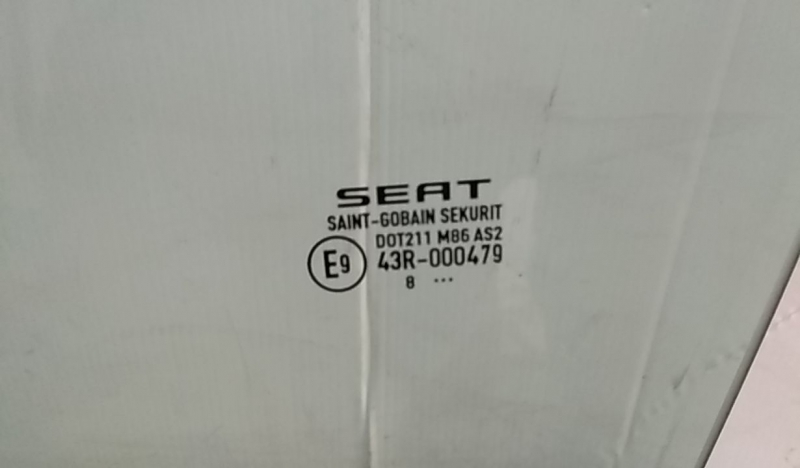 SEAT
SAINT-GOBAIN SEKURIT
DOT211 M86 AS2
E9 43R-000479
8 ...